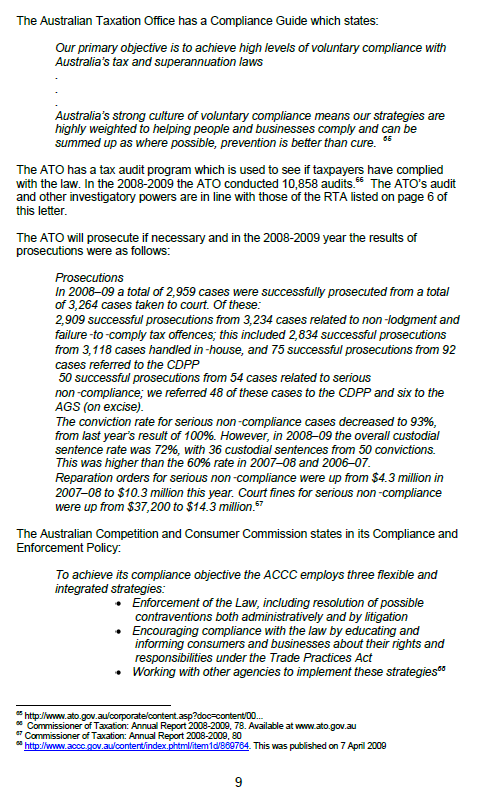 The Australian Taxation Office has a Compliance Guide which states:
Our primary objective is to achieve high levels of voluntary compliance with
Australia's tax and superannuation laws
.
.
.
Australia's strong culture of voluntary compliance means our strategies are
highly weighted to helping people and businesses comply and can be
summed up as where possible, prevention is better than cure. 65
The ATO has a tax audit program which is used to see if taxpayers have complied
with the law. In the 2008-2009 the ATO conducted 10,858 audits.66 The ATO's audit
and other investigatory powers are in line with those of the RTA listed on page 6 of
this letter.
The ATO will prosecute if necessary and in the 2008-2009 year the results of
prosecutions were as follows:
Prosecutions
In 2008–09 a total of 2,959 cases were successfully prosecuted from a total
of 3,264 cases taken to court. Of these:
2,909 successful prosecutions from 3,234 cases related to non-lodgment and
failure-to-comply tax offences; this included 2,834 successful prosecutions
from 3,118 cases handled in-house, and 75 successful prosecutions from 92
cases referred to the CDPP
50 successful prosecutions from 54 cases related to serious
non-compliance; we referred 48 of these cases to the CDPP and six to the
AGS (on excise).
The conviction rate for serious non-compliance cases decreased to 93%,
from last year's result of 100%. However, in 2008–09 the overall custodial
sentence rate was 72%, with 36 custodial sentences from 50 convictions.
This was higher than the 60% rate in 2007–08 and 2006–07.
Reparation orders for serious non-compliance were up from $4.3 million in
2007–08 to $10.3 million this year. Court fines for serious non-compliance
were up from $37,200 to $14.3 million.67
The Australian Competition and Consumer Commission states in its Compliance and
Enforcement Policy:
To achieve its compliance objective the ACCC employs three flexible and
integrated strategies:
• Enforcement of the Law, including resolution of possible
contraventions both administratively and by litigation
• Encouraging compliance with the law by educating and
informing consumers and businesses about their rights and
responsibilities under the Trade Practices Act
• Working with other agencies to implement these strategies68
65 http://www.ato.gov.au/corporate/content.asp?doc=content/00...
66 Commissioner of Taxation: Annual Report 2008-2009, 78. Available at www.ato.gov.au
67 Commissioner of Taxation: Annual Report 2008-2009, 80
68 http://www.accc.gov.au/content/index.phtml/item1d/869764. This was published on 7 April 2009
9